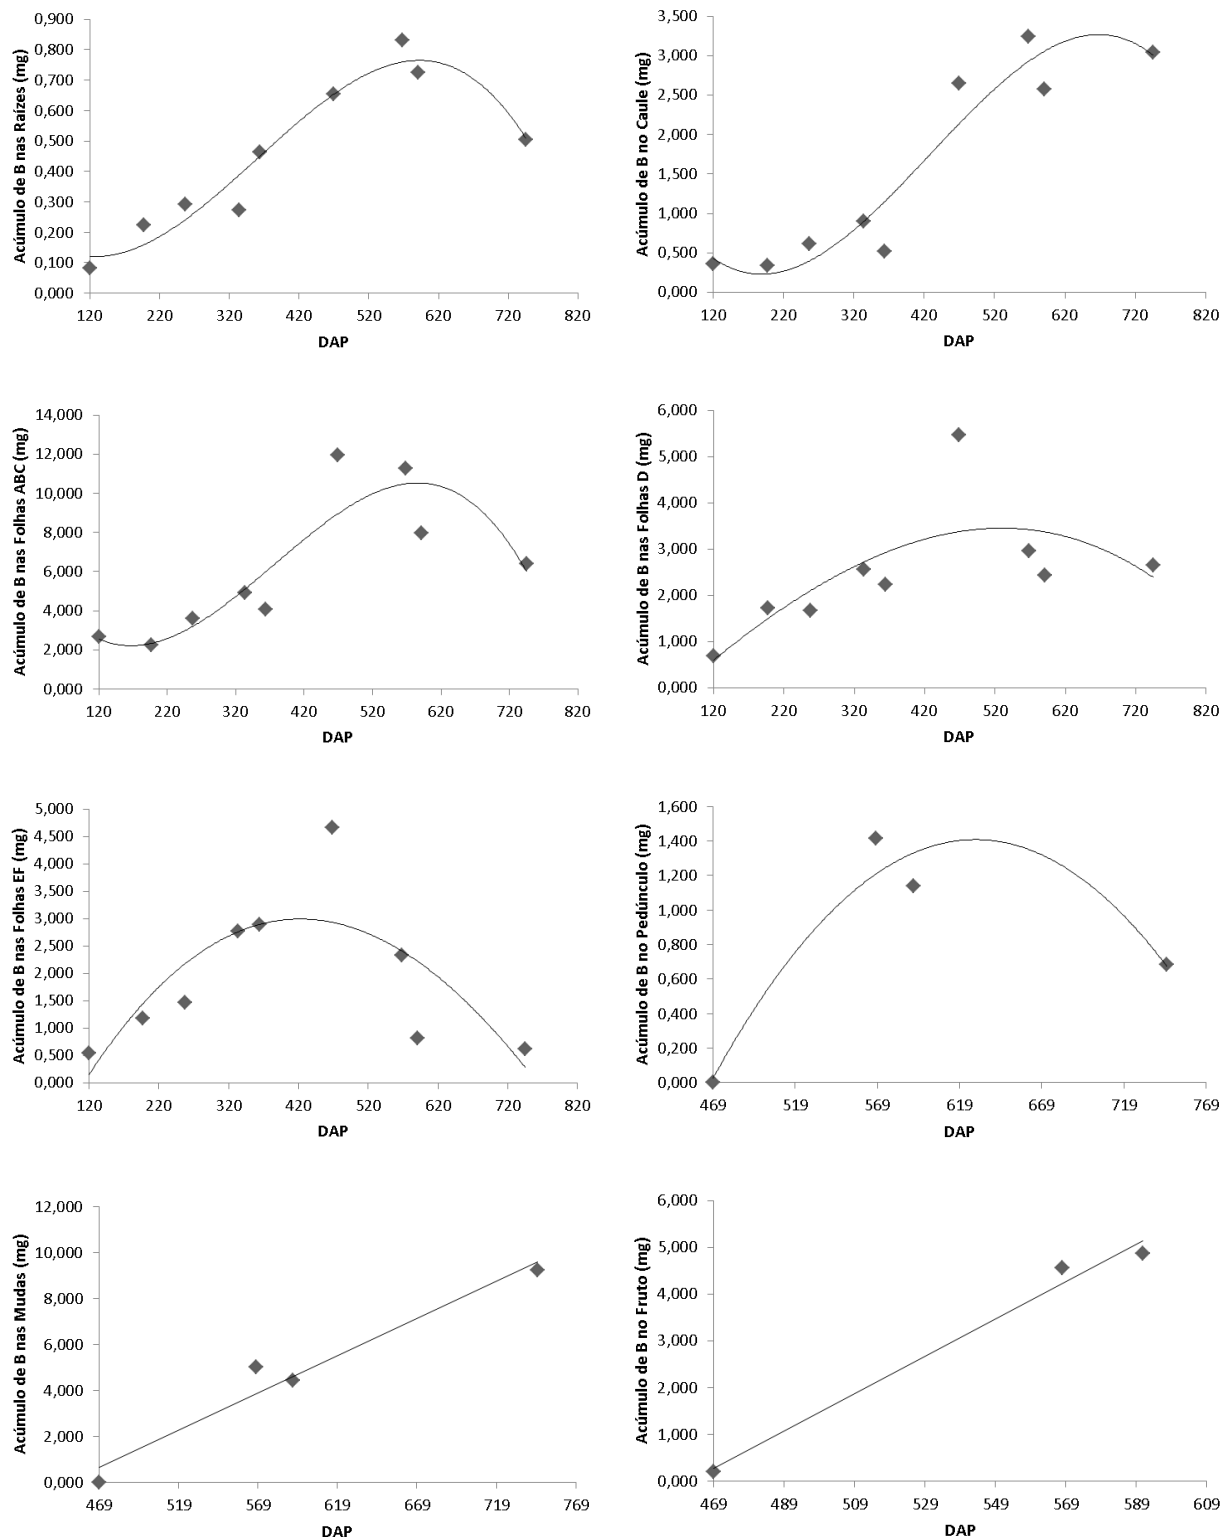 Acúmulo de B nas Raízes (mg)
0,900
0,800
0,700
0,600
0,500
0,400
0,300
0,200
0,100
0,000
120 220 320 420 520 620 720 820
DAP
Acúmulo de B no Caule (mg)
3,500
3,000
2,500
2,000
1,500
1,000
0,500
0,000
120 220 320 420 520 620 720 820
DAP
Acúmulo de B nas Folhas ABC (mg)
14,000
12,000
10,000
8,000
6,000
4,000
2,000
0,000
120 220 320 420 520 620 720 820
DAP
Acúmulo de B nas Folhas D (mg)
6,000
5,000
4,000
3,000
2,000
1,000
0,000
120 220 320 420 520 620 720 820
DAP
Acúmulo de B nas Folhas EF (mg)
5,000
4,500
4,000
3,500
3,000
2,500
2,000
1,500
1,000
0,500
0,000
120 220 320 420 520 620 720 820
DAP
Acúmulo de B no Pedúnculo (mg)
1,600
1,400
1,200
1,000
0,800
0,600
0,400
0,200
0,000
469 519 569 619 669 719 769
DAP
Acúmulo de B nas Mudas (mg)
12,000
10,000
8,000
6,000
4,000
2,000
0,000
469 519 569 619 669 719 769
DAP
Acúmulo de B no Fruto (mg)
6,000
5,000
4,000
3,000
2,000
1,000
0,000
469 489 509 529 549 569 589 609
DAP